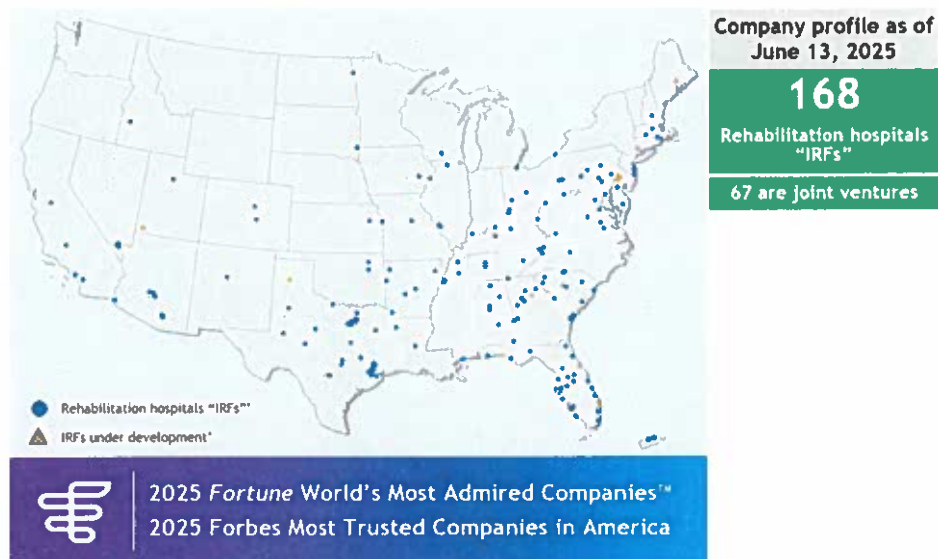 Company profile as of
June 13, 2025
168
Rehabilitation hospitals
“IRFs”
67 are joint ventures
Rehabilitation hospitals “IRFs”*
IRFs under development*
2025 Fortune World’s Most Admired Companies™
2025 Forbes Most Trusted Companies in America